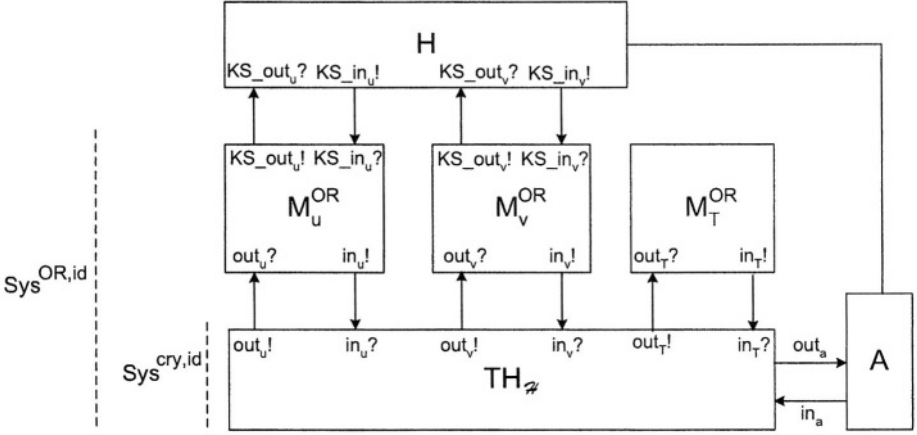 H
KS_out_u? KS_in_u! KS_out_v? KS_in_v!
KS_out_u! KS_in_u? KS_out_v! KS_in_v?
M_u^OR M_v^OR M_T^OR
out_u? in_u! out_v? in_v! out_T? in_T!
Sys^OR,id
out_u! in_u? out_v! in_v? out_T! in_T?
Sys^cry,id
TH_ℋ
out_a
A
in_a